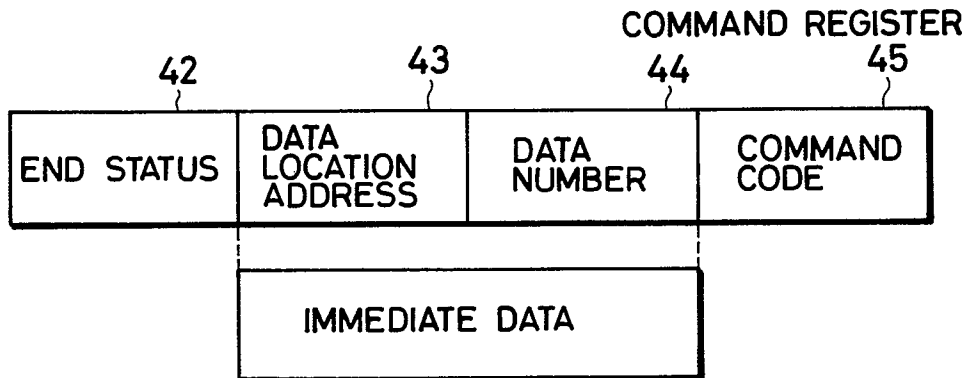 COMMAND REGISTER
42
43
44
45
END STATUS
DATA
LOCATION
ADDRESS
DATA
NUMBER
COMMAND
CODE
IMMEDIATE DATA